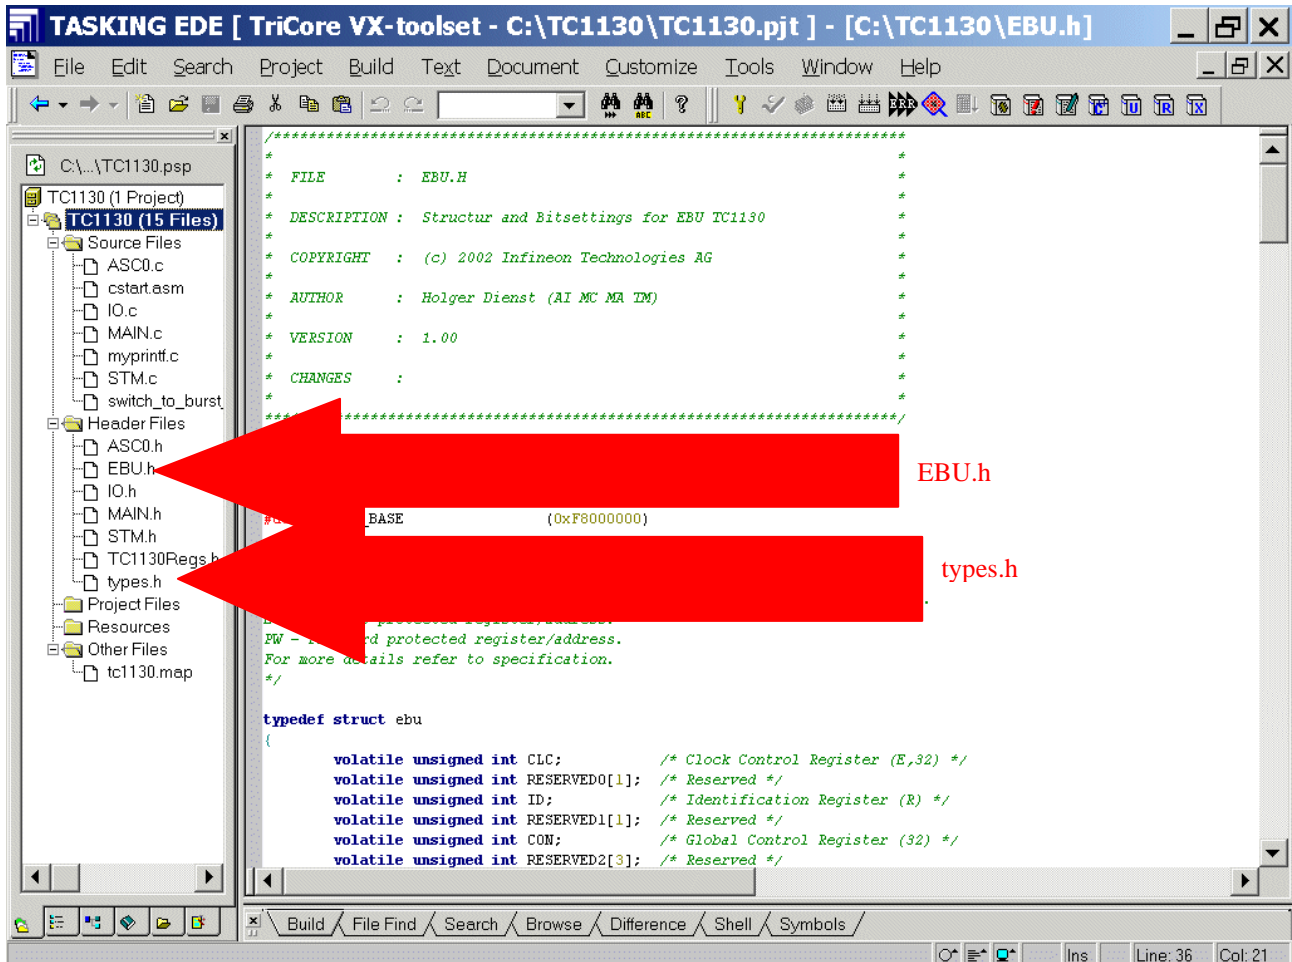 TASKING EDE [ TriCore VX-toolset - C:\TC1130\TC1130.pjt ] - [C:\TC1130\EBU.h]
File Edit Search Project Build Text Document Customize Tools Window Help
C:\...\TC1130.psp
TC1130 (1 Project)
TC1130 (15 Files)
Source Files
ASC0.c
cstart.asm
IO.c
MAIN.c
myprintf.c
STM.c
switch_to_burst_
Header Files
ASC0.h
EBU.h
IO.h
MAIN.h
STM.h
TC1130Regs.h
types.h
Project Files
Resources
Other Files
tc1130.map
/************************************************************************
*                                                                       *
*  FILE        :  EBU.H                                                 *
*                                                                       *
*  DESCRIPTION :  Structur and Bitsettings for EBU TC1130               *
*                                                                       *
*  COPYRIGHT   :  (c) 2002 Infineon Technologies AG                     *
*                                                                       *
*  AUTHOR      :  Holger Dienst (AI MC MA TM)                           *
*                                                                       *
*  VERSION     :  1.00                                                  *
*                                                                       *
*  CHANGES     :                                                        *
*                                                                       *
************************************************************************/
EBU.h
_BASE (0xF8000000)
types.h
protected register/address.
PW - protected register/address.
For more details refer to specification.
*/
typedef struct ebu
{
volatile unsigned int CLC; /* Clock Control Register (E,32) */
volatile unsigned int RESERVED0[1]; /* Reserved */
volatile unsigned int ID; /* Identification Register (R) */
volatile unsigned int RESERVED1[1]; /* Reserved */
volatile unsigned int CON; /* Global Control Register (32) */
volatile unsigned int RESERVED2[3]; /* Reserved */
Build File Find Search Browse Difference Shell Symbols
Ins Line: 36 Col: 21